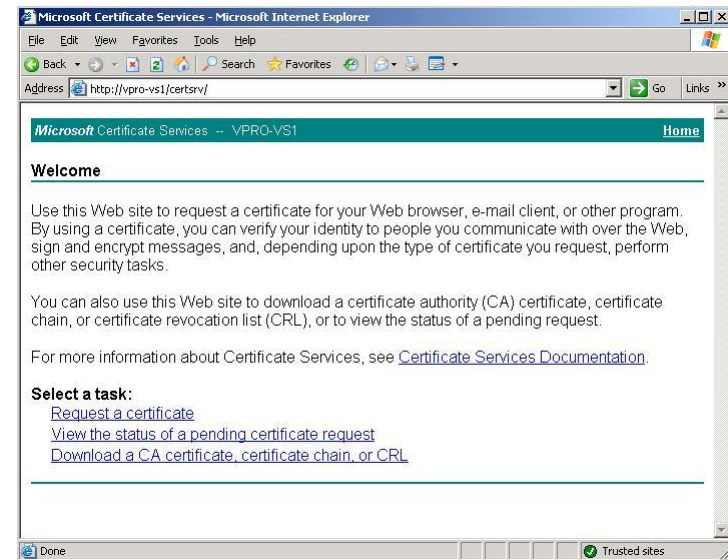 Microsoft Certificate Services - Microsoft Internet Explorer
File Edit View Favorites Tools Help
Back Search Favorites
Address http://vpro-vs1/certsrv/ Go Links »
Microsoft Certificate Services -- VPRO-VS1 Home
Welcome
Use this Web site to request a certificate for your Web browser, e-mail client, or other program.
By using a certificate, you can verify your identity to people you communicate with over the Web,
sign and encrypt messages, and, depending upon the type of certificate you request, perform
other security tasks.
You can also use this Web site to download a certificate authority (CA) certificate, certificate
chain, or certificate revocation list (CRL), or to view the status of a pending request.
For more information about Certificate Services, see Certificate Services Documentation.
Select a task:
Request a certificate
View the status of a pending certificate request
Download a CA certificate, certificate chain, or CRL
Done Trusted sites